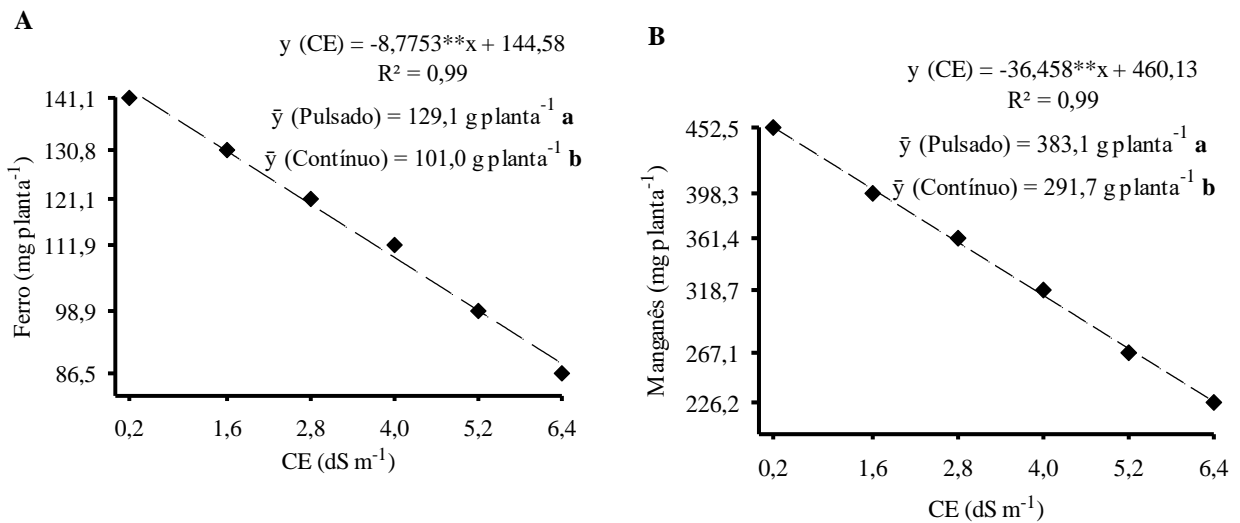 A
y (CE) = -8,7753**x + 144,58
R² = 0,99
ȳ (Pulsado) = 129,1 g planta⁻¹ a
ȳ (Contínuo) = 101,0 g planta⁻¹ b
Ferro (mg planta⁻¹)
141,1
130,8
121,1
111,9
98,9
86,5
0,2 1,6 2,8 4,0 5,2 6,4
CE (dS m⁻¹)
B
y (CE) = -36,458**x + 460,13
R² = 0,99
ȳ (Pulsado) = 383,1 g planta⁻¹ a
ȳ (Contínuo) = 291,7 g planta⁻¹ b
Manganês (mg planta⁻¹)
452,5
398,3
361,4
318,7
267,1
226,2
0,2 1,6 2,8 4,0 5,2 6,4
CE (dS m⁻¹)